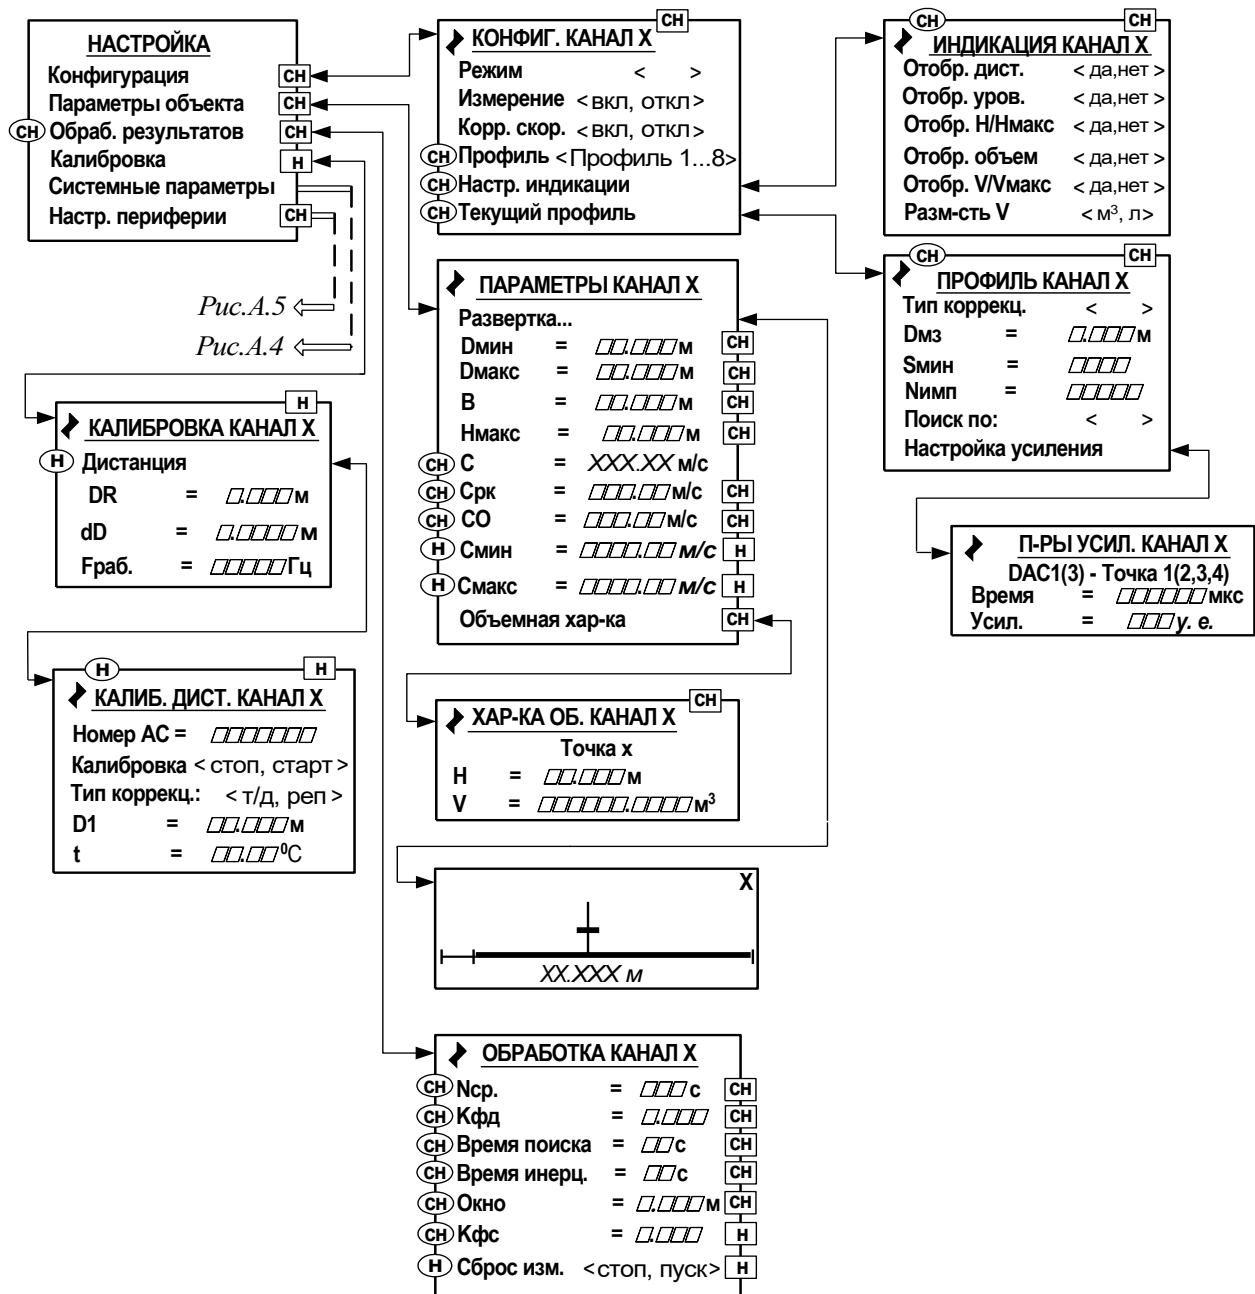 НАСТРОЙКА
Конфигурация СН
Параметры объекта СН
СН Обраб. результатов СН
Калибровка Н
Системные параметры
Настр. периферии СН
Рис.А.5
Рис.А.4
СН
КОНФИГ. КАНАЛ X
Режим < >
Измерение <вкл, откл>
Корр. скор. <вкл, откл>
СН Профиль <Профиль 1...8>
СН Настр. индикации
СН Текущий профиль
СН СН
ИНДИКАЦИЯ КАНАЛ X
Отобр. дист. <да,нет>
Отобр. уров. <да,нет>
Отобр. Н/Нмакс <да,нет>
Отобр. объем <да,нет>
Отобр. V/Vмакс <да,нет>
Разм-сть V <м³, л>
СН СН
ПРОФИЛЬ КАНАЛ X
Тип коррекц. < >
Dмз = .м
Sмин =
Nимп =
Поиск по: < >
Настройка усиления
П-РЫ УСИЛ. КАНАЛ X
DAC1(3) - Точка 1(2,3,4)
Время = мкс
Усил. = у. е.
ПАРАМЕТРЫ КАНАЛ X
Развертка...
Dмин = .м СН
Dмакс = .м СН
В = .м СН
Нмакс = .м СН
СН С = XXX.XX м/с
СН Срк = .м/с СН
СН СО = .м/с СН
Н Смин = .м/с Н
Н Смакс = .м/с Н
Объемная хар-ка СН
Н
КАЛИБРОВКА КАНАЛ X
Н Дистанция
DR = .м
dD = .м
Fраб. = Гц
Н Н
КАЛИБ. ДИСТ. КАНАЛ X
Номер АС =
Калибровка <стоп, старт>
Тип коррекц.: <т/д, реп>
D1 = .м
t = .⁰С
СН
ХАР-КА ОБ. КАНАЛ X
Точка х
Н = .м
V = .м³
X
XX.XXX м
ОБРАБОТКА КАНАЛ X
СН Nср. = с СН
СН Кфд = . СН
СН Время поиска = с СН
СН Время инерц. = с СН
СН Окно = .м СН
СН Кфс = . Н
Н Сброс изм. <стоп, пуск> Н